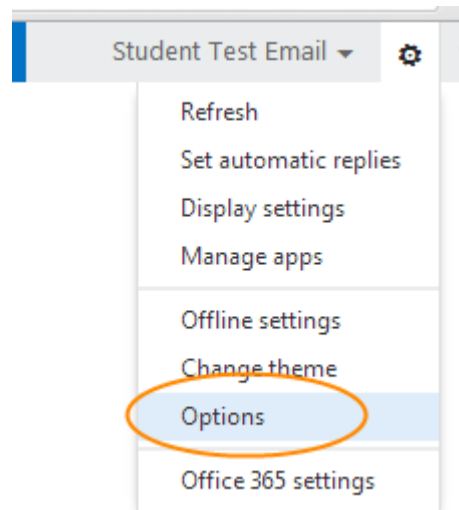 Student Test Email
Refresh
Set automatic replies
Display settings
Manage apps
Offline settings
Change theme
Options
Office 365 settings